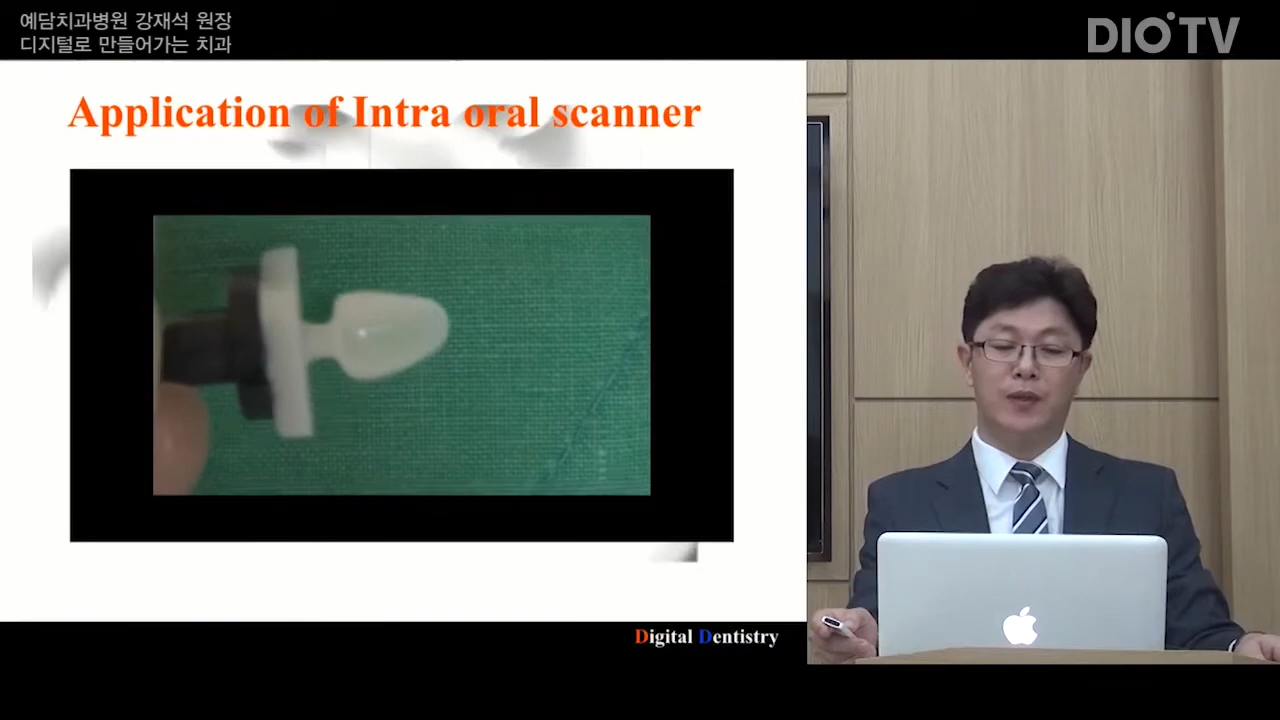 예담치과병원 강재석 원장
디지털로 만들어가는 치과
DIO TV
Application of Intra oral scanner
Digital Dentistry